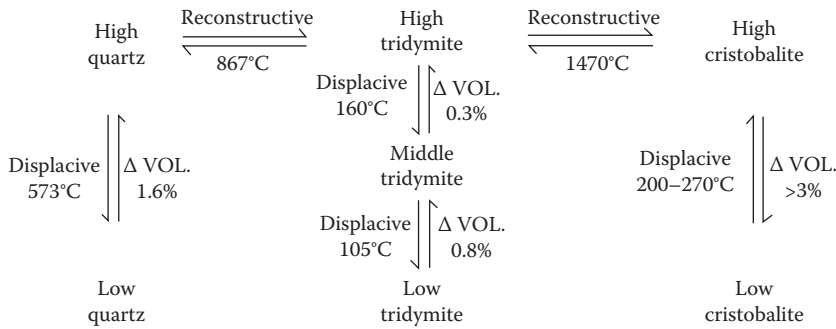 High
quartz
Reconstructive
867°C
High
tridymite
Reconstructive
1470°C
High
cristobalite
Displacive
573°C
Δ VOL.
1.6%
Displacive
160°C
Δ VOL.
0.3%
Middle
tridymite
Displacive
105°C
Δ VOL.
0.8%
Displacive
200–270°C
Δ VOL.
>3%
Low
quartz
Low
tridymite
Low
cristobalite